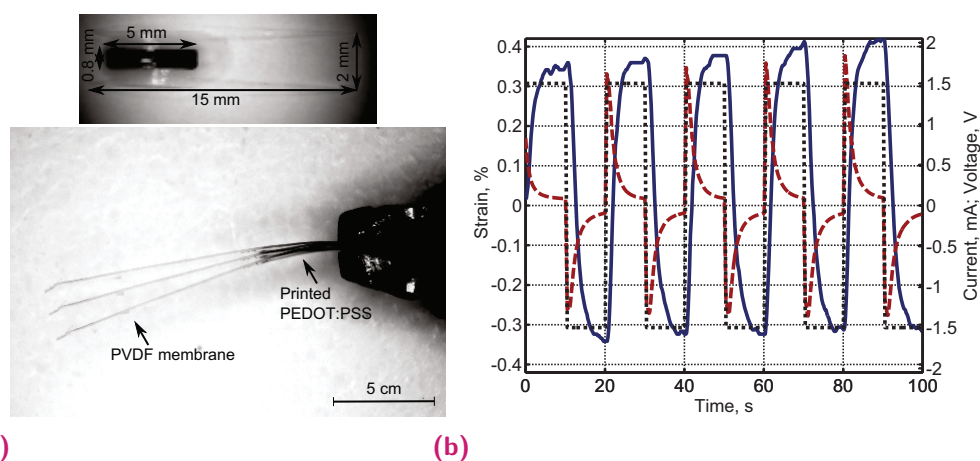 5 mm
0.8 mm
2 mm
15 mm
Printed
PEDOT:PSS
PVDF membrane
5 cm
)
0.4
0.3
0.2
0.1
0
-0.1
-0.2
-0.3
-0.4
Strain, %
2
1.5
1
0.5
0
-0.5
-1
-1.5
-2
Current, mA; Voltage, V
0 20 40 60 80 100
Time, s
(b)